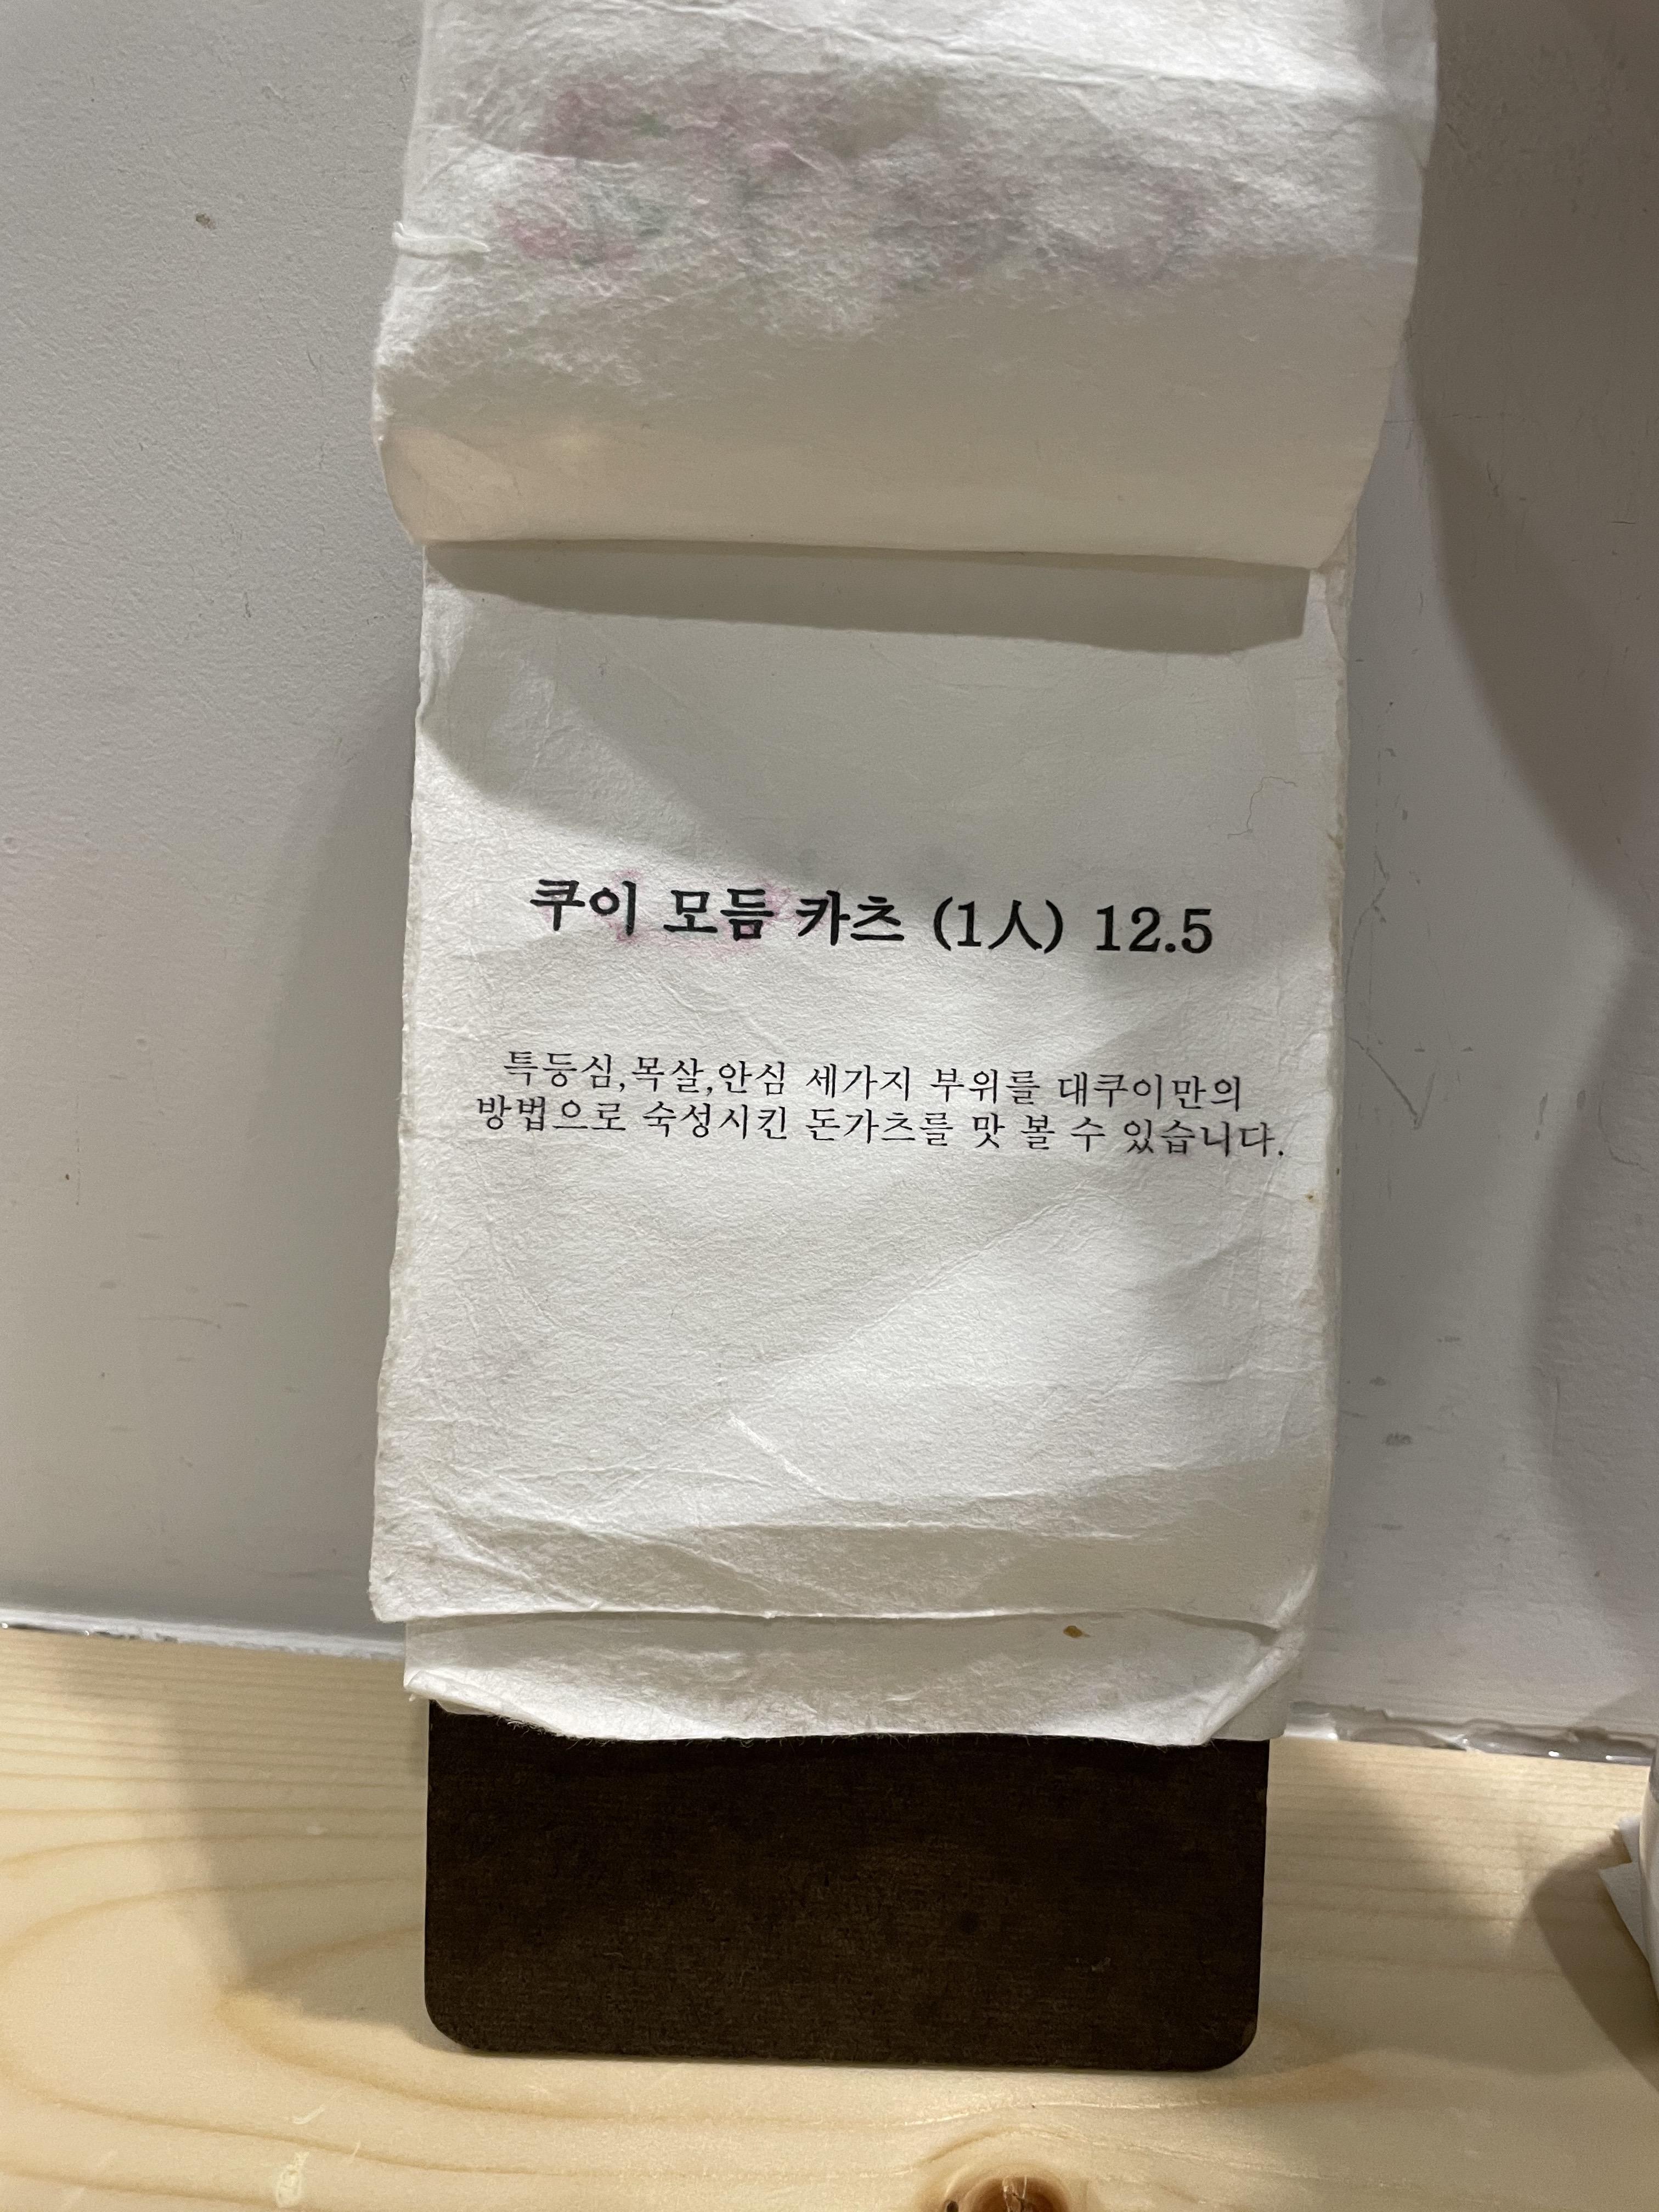 쿠이 모듬 카츠 (1人) 12.5
특등심,목살,안심 세가지 부위를 대쿠이만의
방법으로 숙성시킨 돈가츠를 맛 볼 수 있습니다.